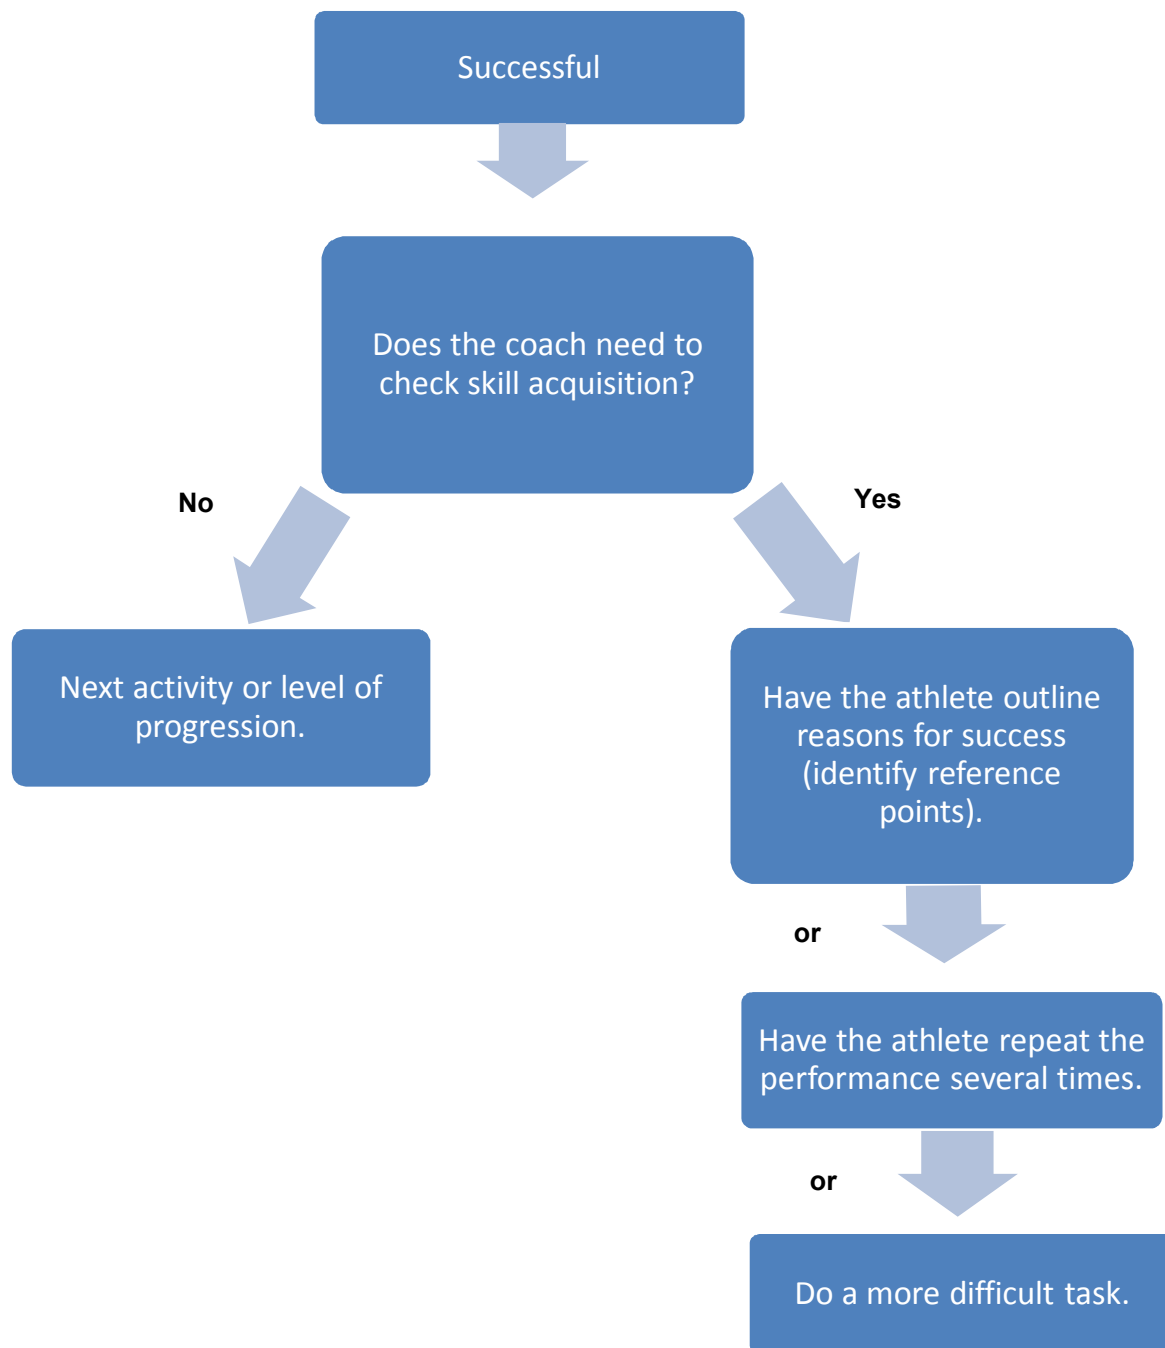 Successful
Does the coach need to
check skill acquisition?
No
Yes
Next activity or level of
progression.
Have the athlete outline
reasons for success
(identify reference
points).
or
Have the athlete repeat the
performance several times.
or
Do a more difficult task.